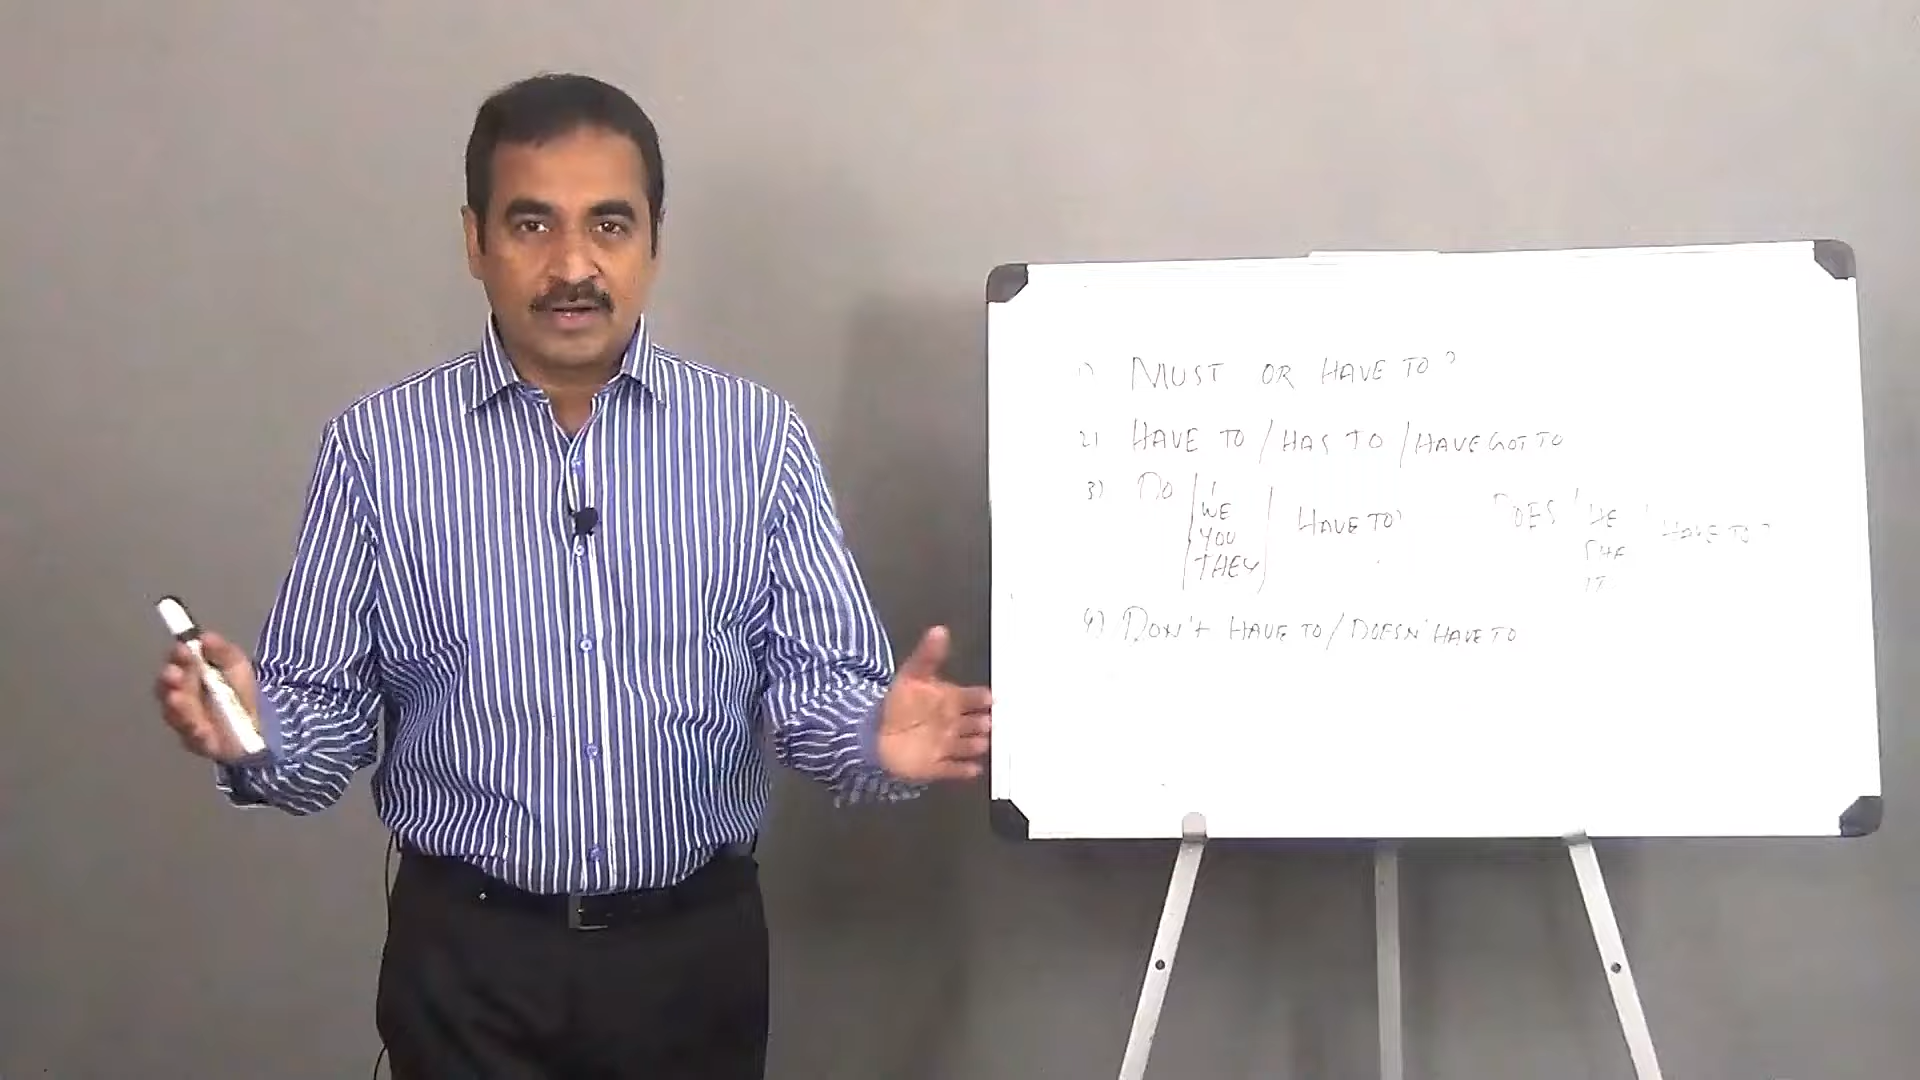 1) MUST OR HAVE TO?
2) HAVE TO / HAS TO / HAVE GOT TO
3) DO I HAVE TO? DOES HE HAVE TO?
WE SHE
YOU IT
THEY
4) DON'T HAVE TO / DOESN' HAVE TO